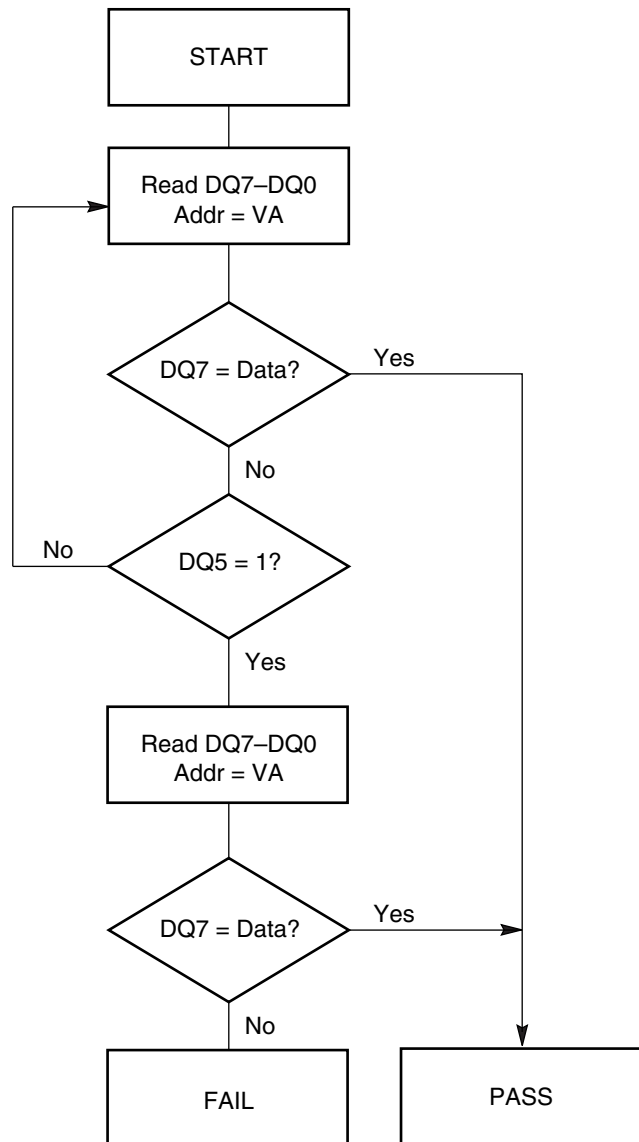 START
Read DQ7–DQ0
Addr = VA
DQ7 = Data?
Yes
No
No
DQ5 = 1?
Yes
Read DQ7–DQ0
Addr = VA
DQ7 = Data?
Yes
No
FAIL
PASS